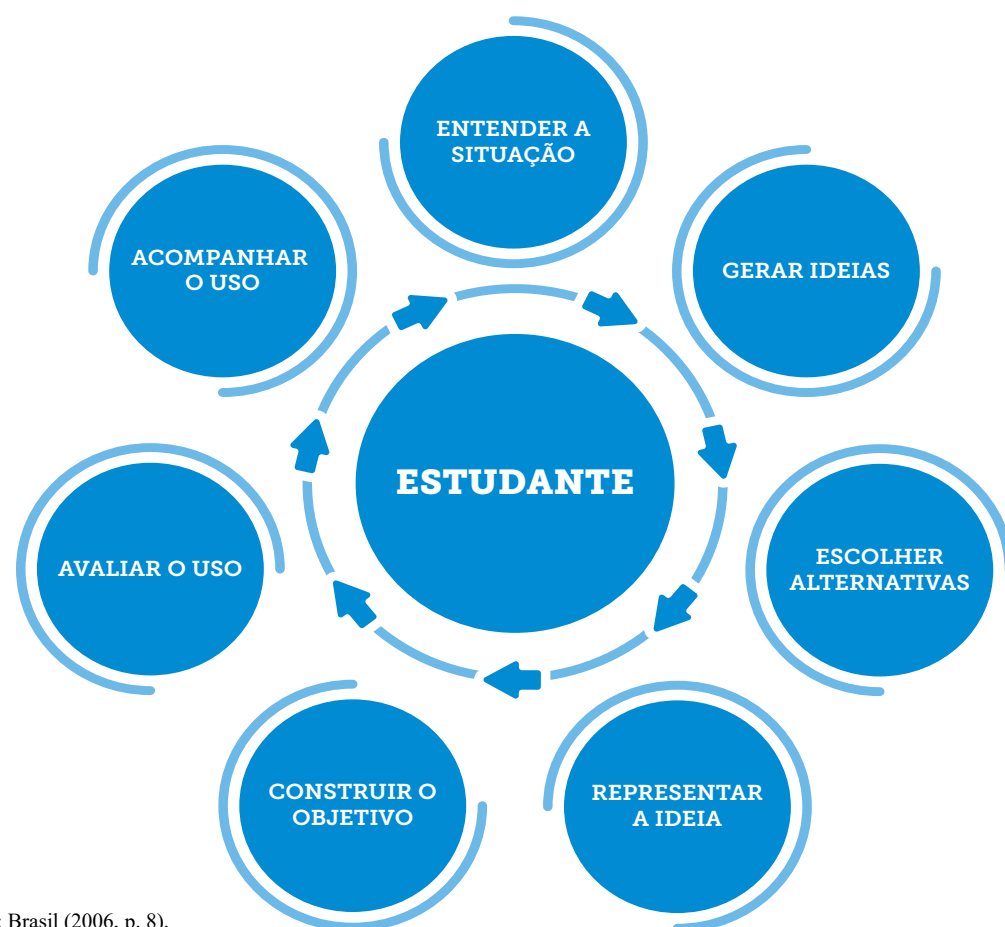 ENTENDER A
SITUAÇÃO
GERAR IDEIAS
ESCOLHER
ALTERNATIVAS
REPRESENTAR
A IDEIA
CONSTRUIR O
OBJETIVO
AVALIAR O USO
ACOMPANHAR
O USO
ESTUDANTE
: Brasil (2006, p. 8).